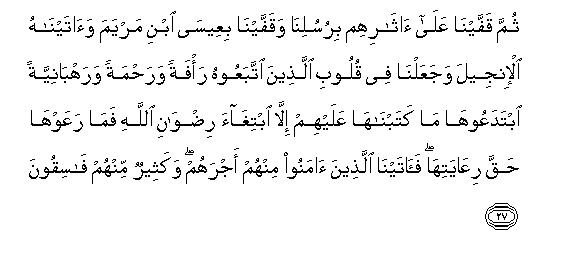 ثُمَّ قَفَّيْنَا عَلَىٰٓ ءَاثَـٰرِهِم بِرُسُلِنَا وَقَفَّيْنَا بِعِيسَى ٱبْنِ مَرْيَمَ وَءَاتَيْنَـٰهُ
ٱلْإِنجِيلَ وَجَعَلْنَا فِى قُلُوبِ ٱلَّذِينَ ٱتَّبَعُوهُ رَأْفَةً وَرَحْمَةً وَرَهْبَانِيَّةً
ٱبْتَدَعُوهَا مَا كَتَبْنَـٰهَا عَلَيْهِمْ إِلَّا ٱبْتِغَآءَ رِضْوَٰنِ ٱللَّهِ فَمَا رَعَوْهَا
حَقَّ رِعَايَتِهَا ۖ فَـَٔاتَيْنَا ٱلَّذِينَ ءَامَنُوا۟ مِنْهُمْ أَجْرَهُمْ ۖ وَكَثِيرٌ مِّنْهُمْ فَـٰسِقُونَ
٢٧